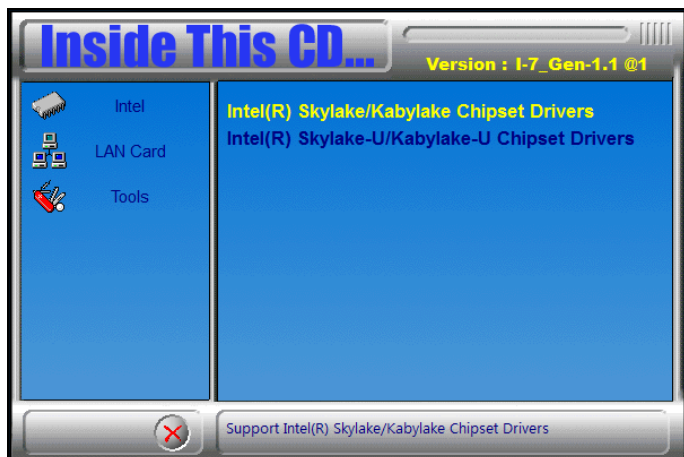 Inside This CD...
Version : I-7_Gen-1.1 @1
Intel
LAN Card
Tools
Intel(R) Skylake/Kabylake Chipset Drivers
Intel(R) Skylake-U/Kabylake-U Chipset Drivers
Support Intel(R) Skylake/Kabylake Chipset Drivers